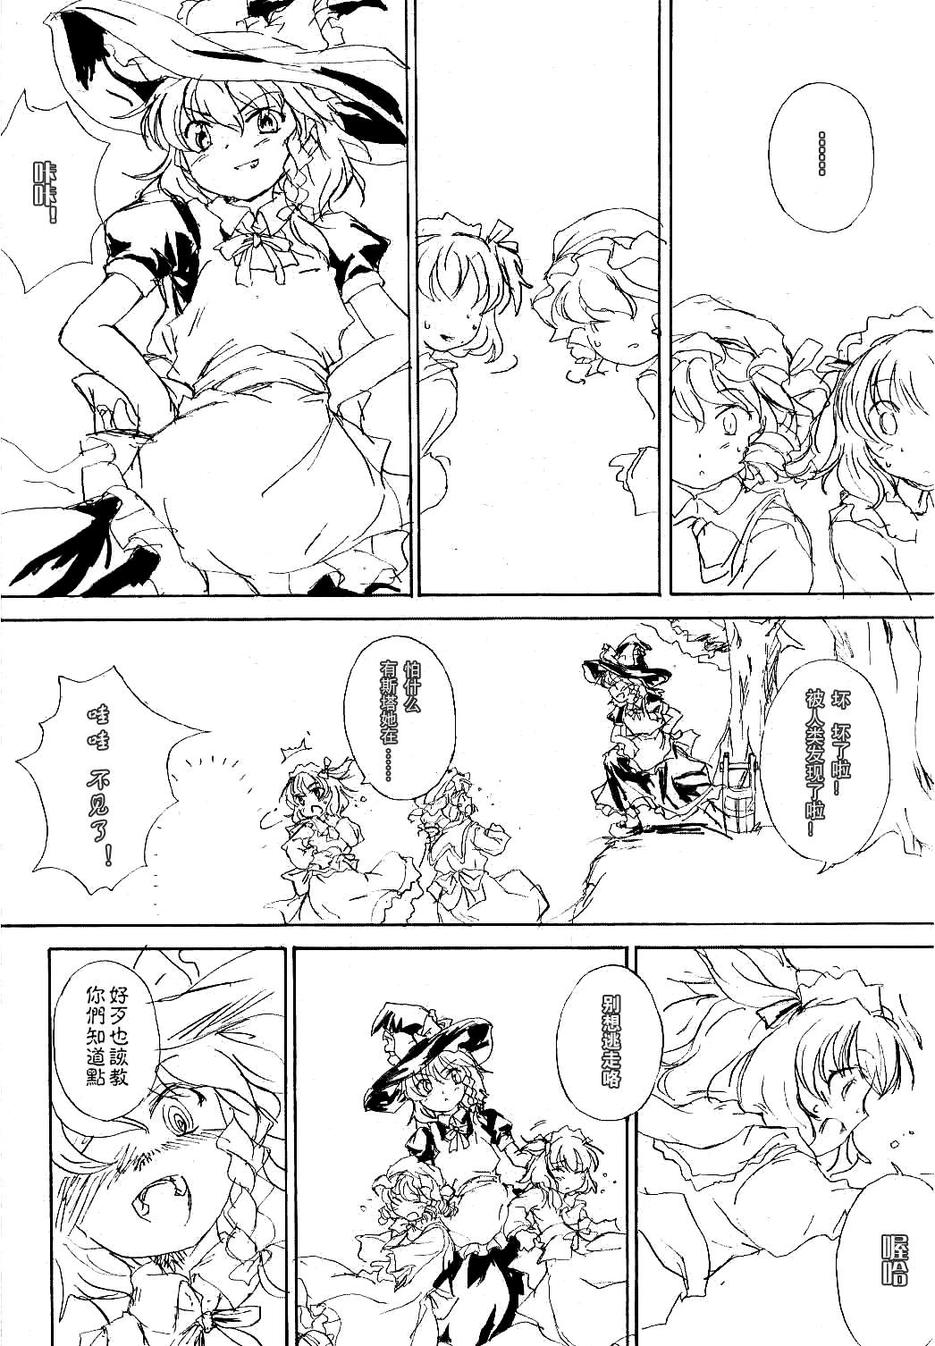 ……
咔咔！
坏 坏了啦！
被人类发现了啦！
怕什么
有斯塔她在……
哇哇 不见了！
喔哈
别想逃走咯
好歹也該教
你們知道點